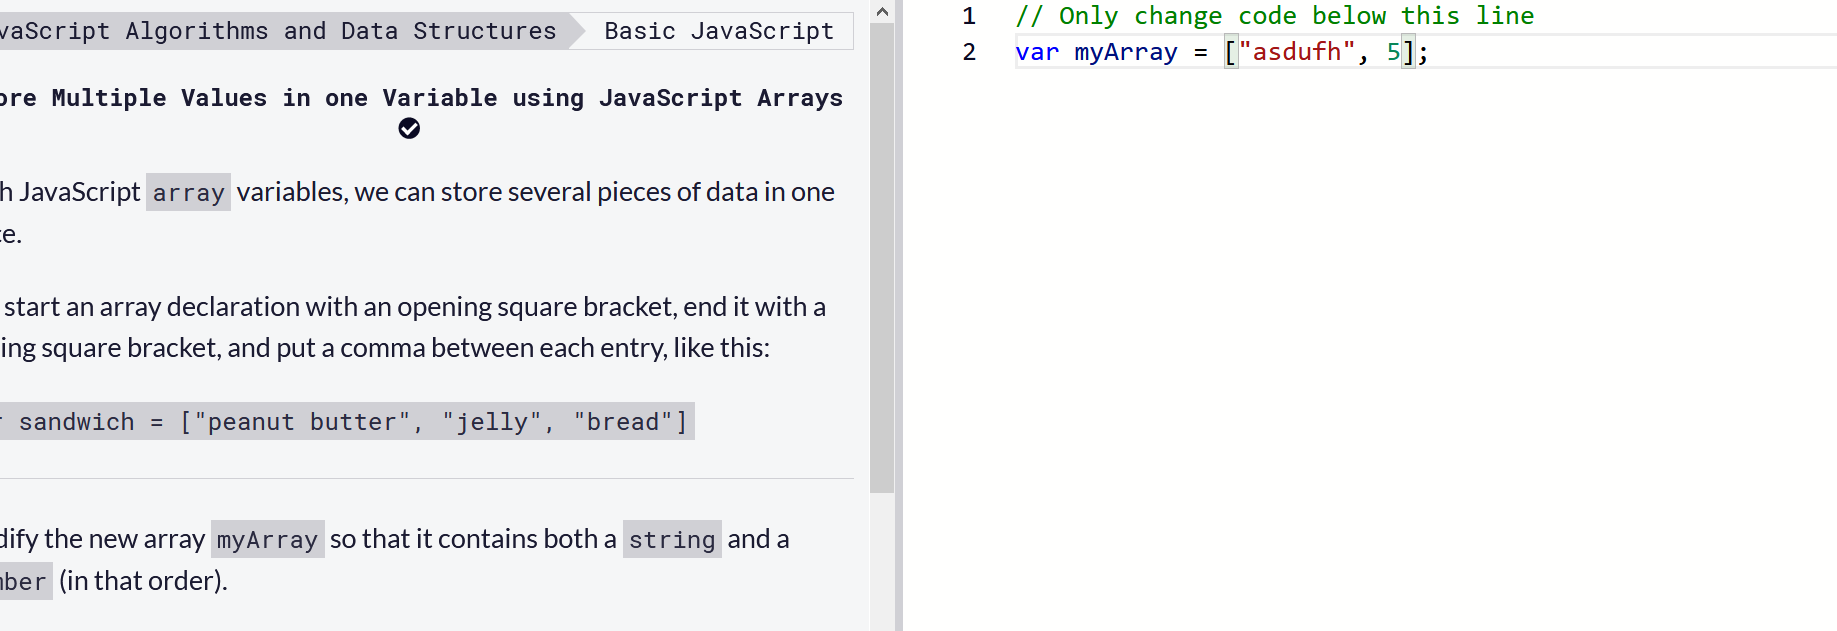 vaScript Algorithms and Data Structures Basic JavaScript
ore Multiple Values in one Variable using JavaScript Arrays
h JavaScript array variables, we can store several pieces of data in one
ce.
start an array declaration with an opening square bracket, end it with a
ing square bracket, and put a comma between each entry, like this:
r sandwich = ["peanut butter", "jelly", "bread"]
dify the new array myArray so that it contains both a string and a
mber (in that order).
1 // Only change code below this line
2 var myArray = ["asdufh", 5];